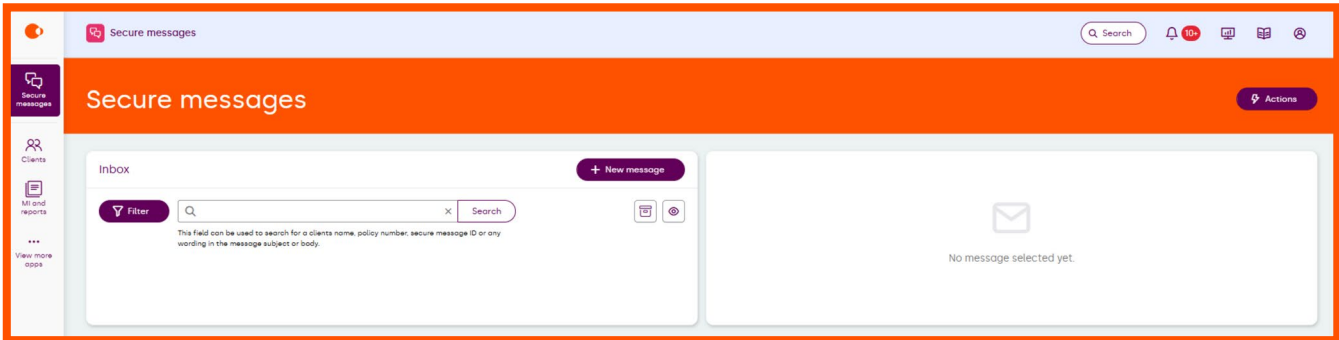 Secure messages
Search
10+
Secure
messages
Secure messages
Actions
Clients
MI and
reports
View more
apps
Inbox
New message
Filter
Search
This field can be used to search for a clients name, policy number, secure message ID or any
wording in the message subject or body.
No message selected yet.